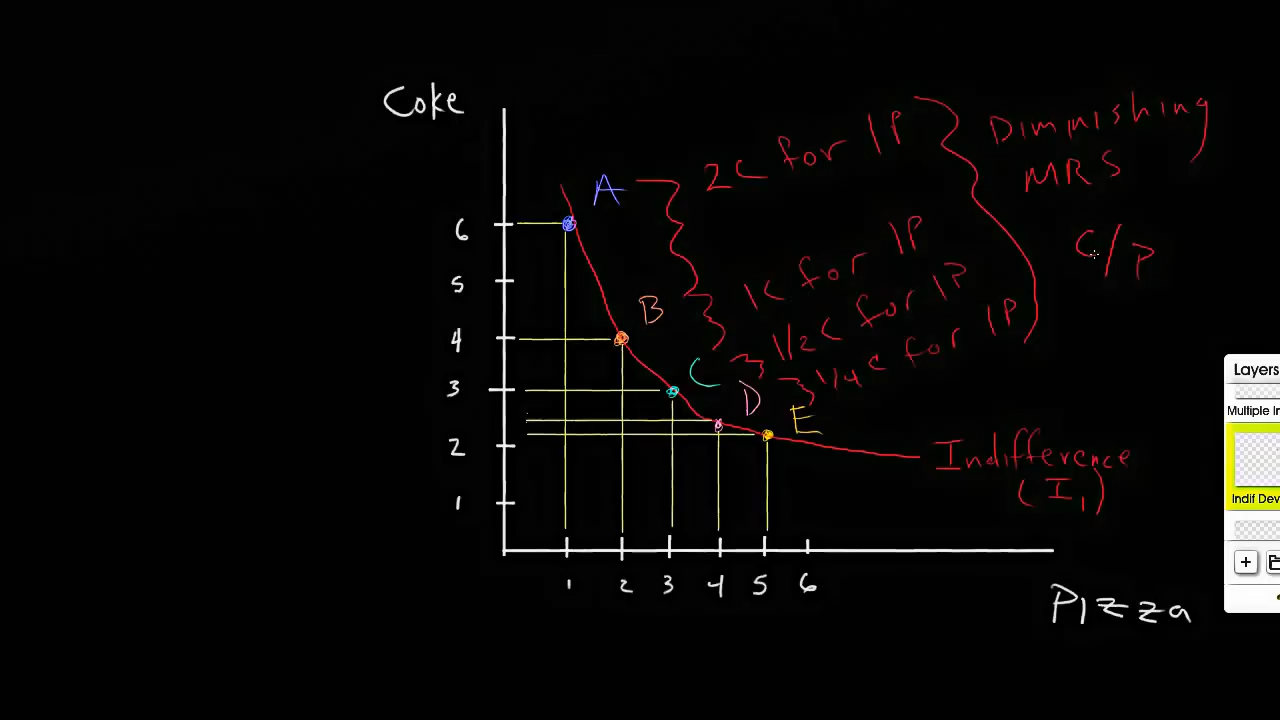 Coke
A
2C for 1P
Diminishing
MRS
C/P
6
5
4
3
2
1
B
1C for 1P
1/2C for 1P
1/4C for 1P
C
D
E
Indifference
(I1)
1 2 3 4 5 6
Pizza
Layers
Multiple In
Indif Dev
+